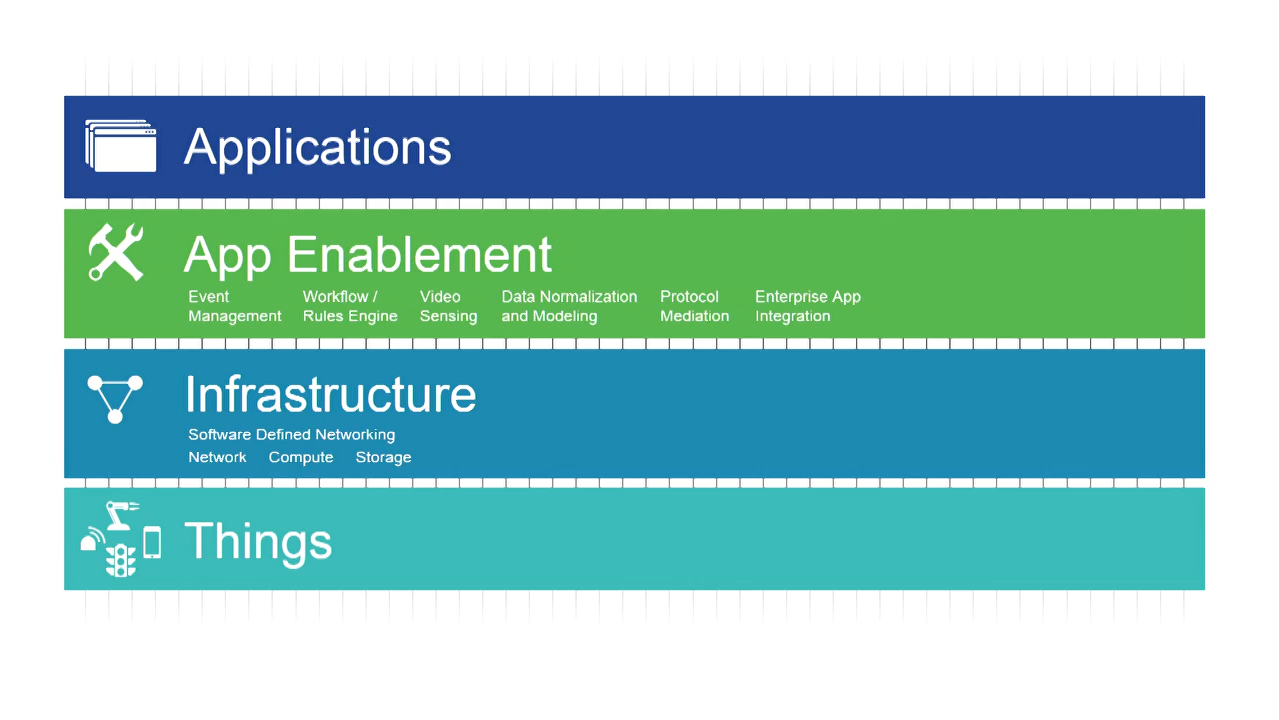 Applications
App Enablement
Event Management
Workflow / Rules Engine
Video Sensing
Data Normalization and Modeling
Protocol Mediation
Enterprise App Integration
Infrastructure
Software Defined Networking
Network Compute Storage
Things